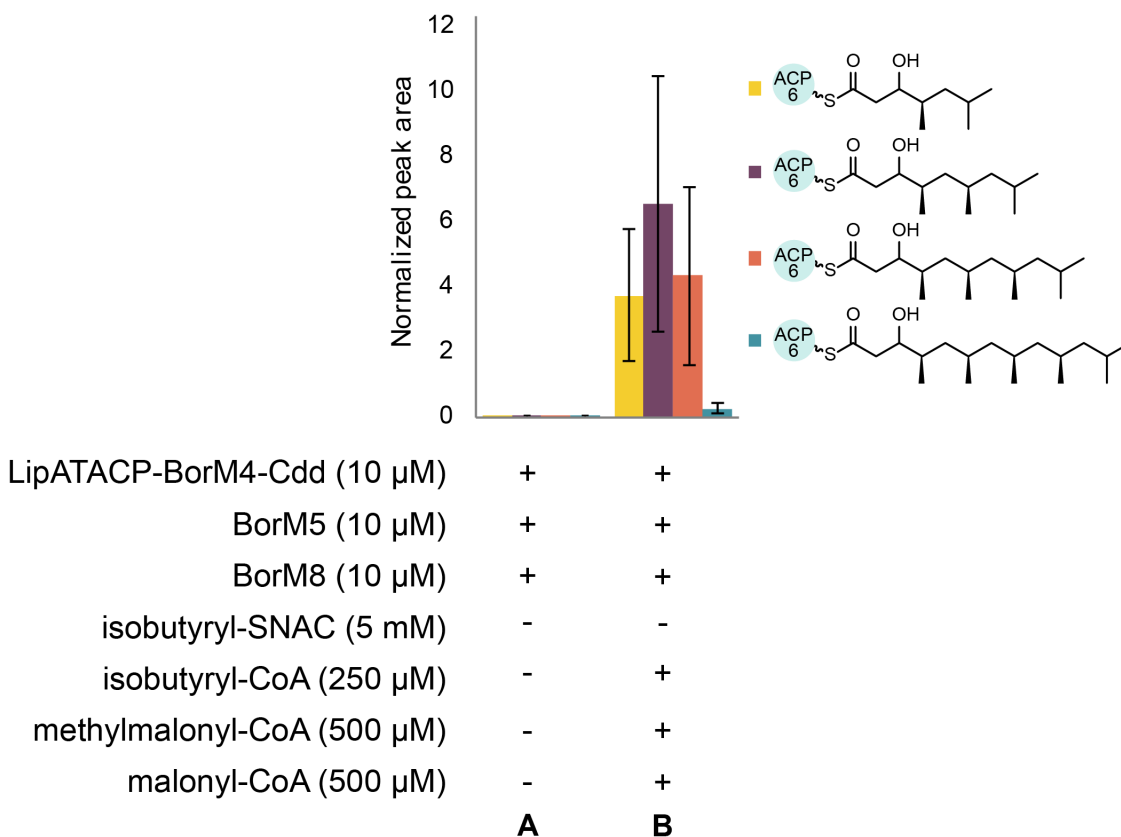 Normalized peak area
12
10
8
6
4
2
0
O OH
ACP
6
S
O OH
ACP
6
S
O OH
ACP
6
S
O OH
ACP
6
S
LipATACP-BorM4-Cdd (10 µM) + +
BorM5 (10 µM) + +
BorM8 (10 µM) + +
isobutyryl-SNAC (5 mM) - -
isobutyryl-CoA (250 µM) - +
methylmalonyl-CoA (500 µM) - +
malonyl-CoA (500 µM) - +
A B